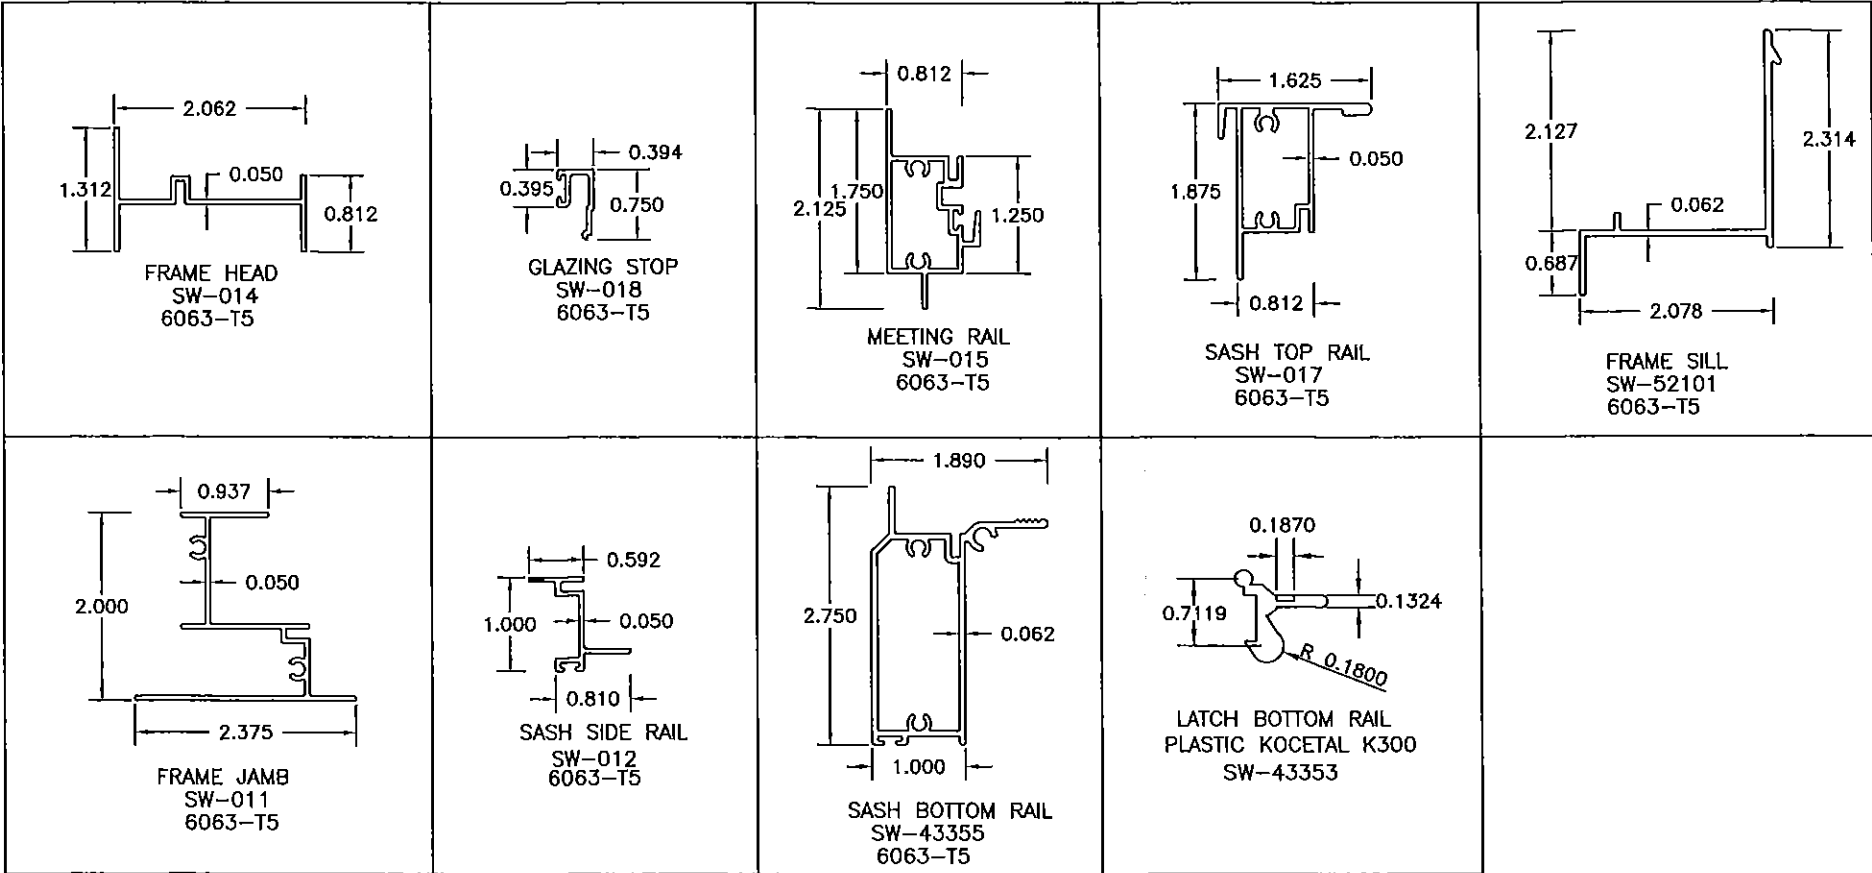 2.062
1.312
0.050
0.812
FRAME HEAD
SW-014
6063-T5
0.394
0.395
0.750
GLAZING STOP
SW-018
6063-T5
0.812
1.750
2.125
1.250
MEETING RAIL
SW-015
6063-T5
1.625
0.050
1.875
0.812
SASH TOP RAIL
SW-017
6063-T5
2.127
2.314
0.062
0.687
2.078
FRAME SILL
SW-52101
6063-T5
0.937
0.050
2.000
2.375
FRAME JAMB
SW-011
6063-T5
0.592
1.000
0.050
0.810
SASH SIDE RAIL
SW-012
6063-T5
1.890
2.750
0.062
1.000
SASH BOTTOM RAIL
SW-43355
6063-T5
0.1870
0.7119
0.1324
R 0.1800
LATCH BOTTOM RAIL
PLASTIC KOCETAL K300
SW-43353